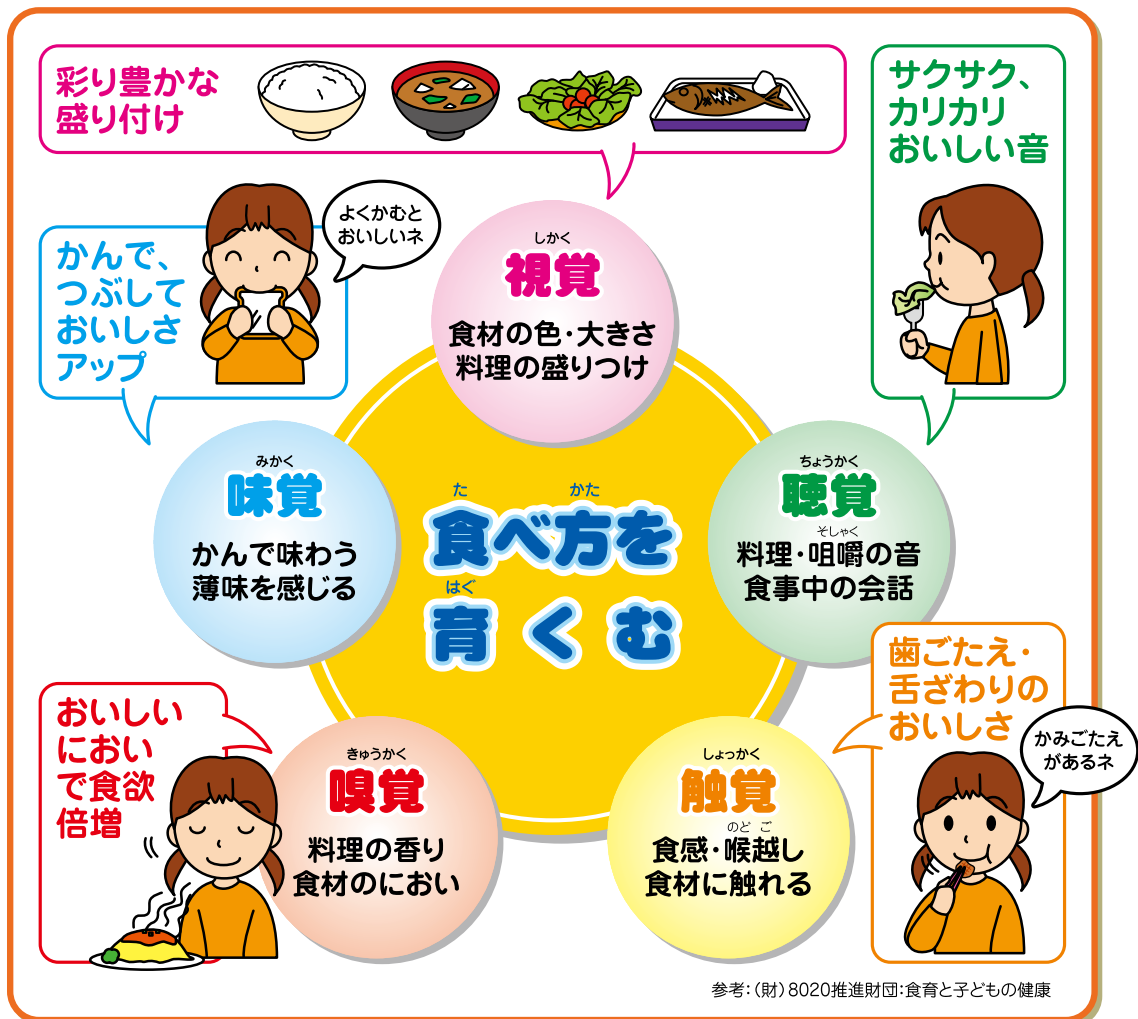 彩り豊かな
盛り付け
サクサク、
カリカリ
おいしい音
よくかむと
おいしいネ
かんで、
つぶして
おいしさ
アップ
しかく
視覚
食材の色・大きさ
料理の盛りつけ
みかく
味覚
かんで味わう
薄味を感じる
ちょうかく
聴覚
そしゃく
料理・咀嚼の音
食事中の会話
た かた
食べ方を
はぐ
育くむ
おいしい
におい
で食欲
倍増
きゅうかく
嗅覚
料理の香り
食材のにおい
しょっかく
触覚
のど ご
食感・喉越し
食材に触れる
歯ごたえ・
舌ざわりの
おいしさ
かみごたえ
があるネ
参考：（財）8020推進財団：食育と子どもの健康